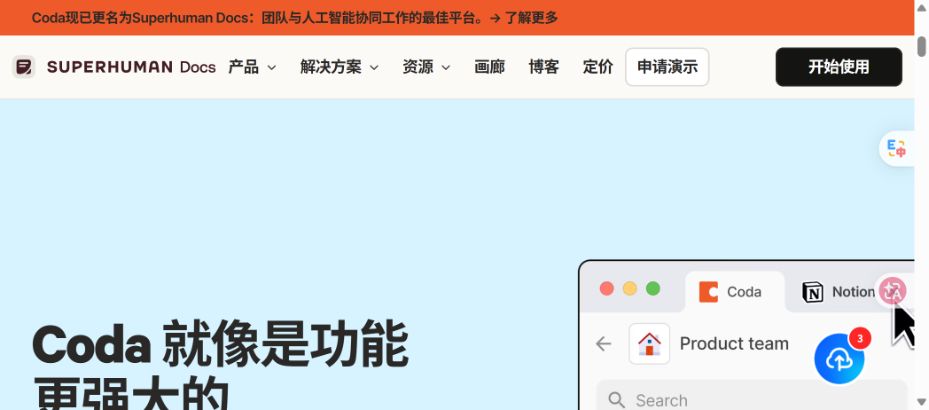 Coda现已更名为Superhuman Docs：团队与人工智能协同工作的最佳平台。→ 了解更多
SUPERHUMAN Docs 产品 解决方案 资源 画廊 博客 定价 申请演示 开始使用
E 中
Coda Notion
Product team
3
Search
Coda 就像是功能
更强大的